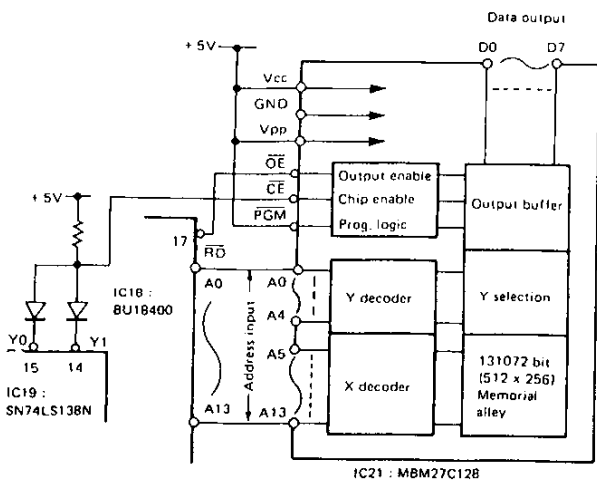 Data output
D0 D7
+ 5V
Vcc
GND
Vpp
OE
CE
PGM
Output enable
Chip enable
Prog. logic
Output buffer
+ 5V
17
RD
IC18 :
BU18400
A0
A0
Y decoder
Y selection
A4
A5
Address input
X decoder
131072 bit
(512 x 256)
Memorial
alley
A13
A13
Y0
Y1
15
14
IC19 :
SN74LS138N
IC21 : MBM27C128